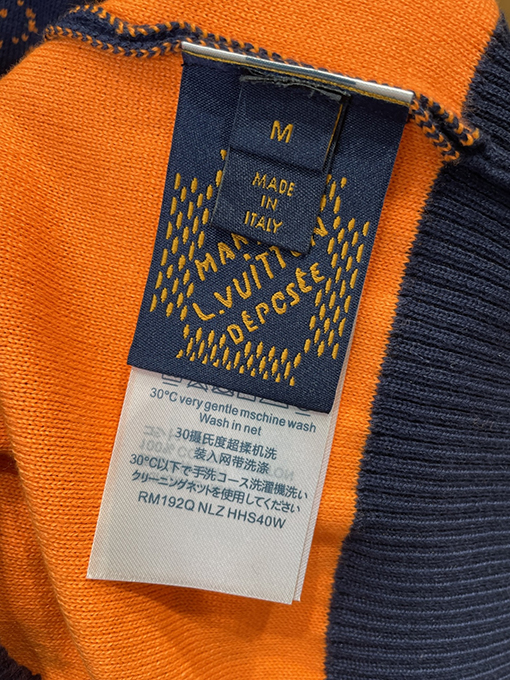 M
MADE
IN
ITALY
L.VUITTON
DEPOSÉE
30°C very gentle mschine wash
Wash in net
30攝氏度超揉机洗
装入网带洗涤
30°C以下で手洗コース洗濯機洗い
クリーニングネットを使用してください
RM192Q NLZ HHS40W